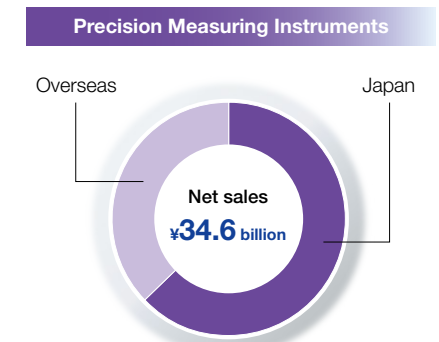 Precision Measuring Instruments
Overseas
Japan
Net sales
¥34.6 billion